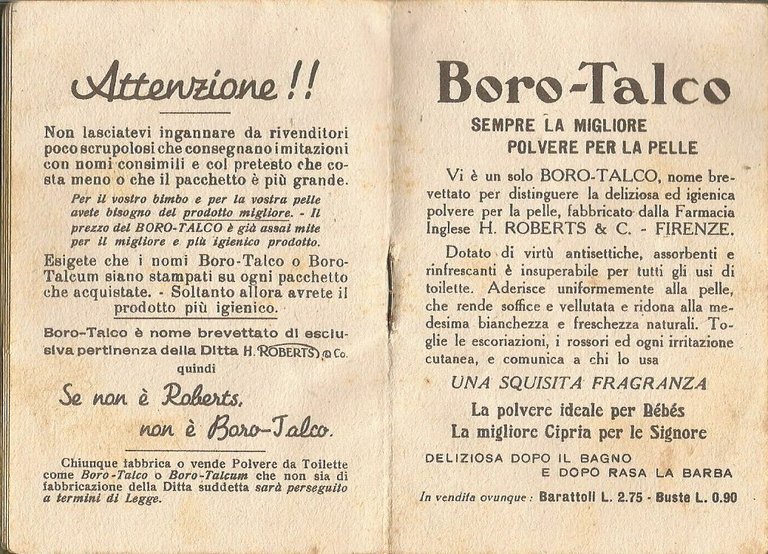 Attenzione!!
Non lasciatevi ingannare da rivenditori
poco scrupolosi che consegnano imitazioni
con nomi consimili e col pretesto che co-
sta meno o che il pacchetto è più grande.
Per il vostro bimbo e per la vostra pelle
avete bisogno del prodotto migliore. - Il
prezzo del BORO-TALCO è già assai mite
per il migliore e più igienico prodotto.
Esigete che i nomi Boro-Talco o Boro-
Talcum siano stampati su ogni pacchetto
che acquistate. - Soltanto allora avrete il
prodotto più igienico.
Boro-Talco è nome brevettato di esclu-
siva pertinenza della Ditta H. ROBERTS & Co.
quindi
Se non è Roberts,
non è Boro-Talco.
Chiunque fabbrica o vende Polvere da Toilette
come Boro-Talco o Boro-Talcum che non sia di
fabbricazione della Ditta suddetta sarà perseguito
a termini di Legge.
Boro-Talco
SEMPRE LA MIGLIORE
POLVERE PER LA PELLE
Vi è un solo BORO-TALCO, nome bre-
vettato per distinguere la deliziosa ed igienica
polvere per la pelle, fabbricato dalla Farmacia
Inglese H. ROBERTS & C. - FIRENZE.
Dotato di virtù antisettiche, assorbenti e
rinfrescanti è insuperabile per tutti gli usi di
toilette. Aderisce uniformemente alla pelle,
che rende soffice e vellutata e ridona alla me-
desima bianchezza e freschezza naturali. To-
glie le escoriazioni, i rossori ed ogni irritazione
cutanea, e comunica a chi lo usa
UNA SQUISITA FRAGRANZA
La polvere ideale per Bébés
La migliore Cipria per le Signore
DELIZIOSA DOPO IL BAGNO
E DOPO RASA LA BARBA
In vendita ovunque: Barattoli L. 2.75 - Buste L. 0.90